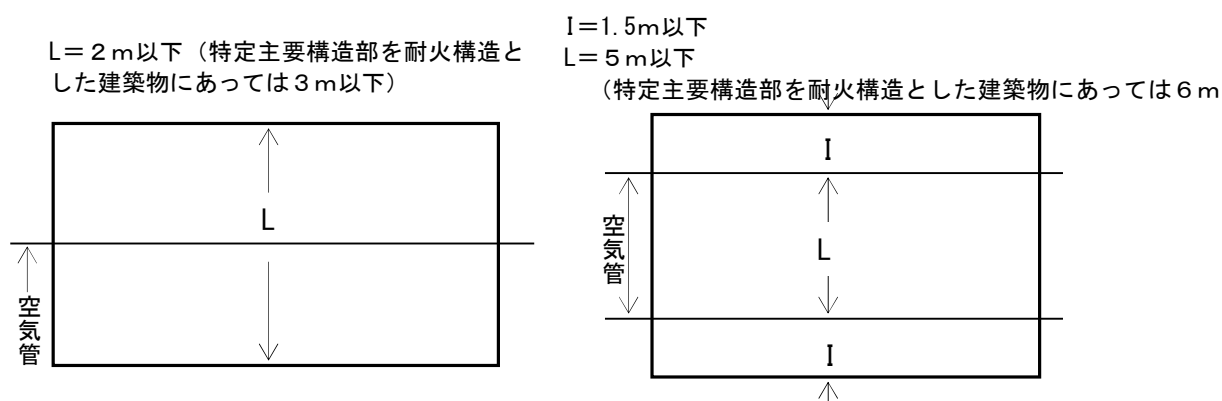 L=2m以下(特定主要構造部を耐火構造と
した建築物にあっては3m以下)
L
空気管
I=1.5m以下
L=5m以下
(特定主要構造部を耐火構造とした建築物にあっては6m
I
空気管
L
I